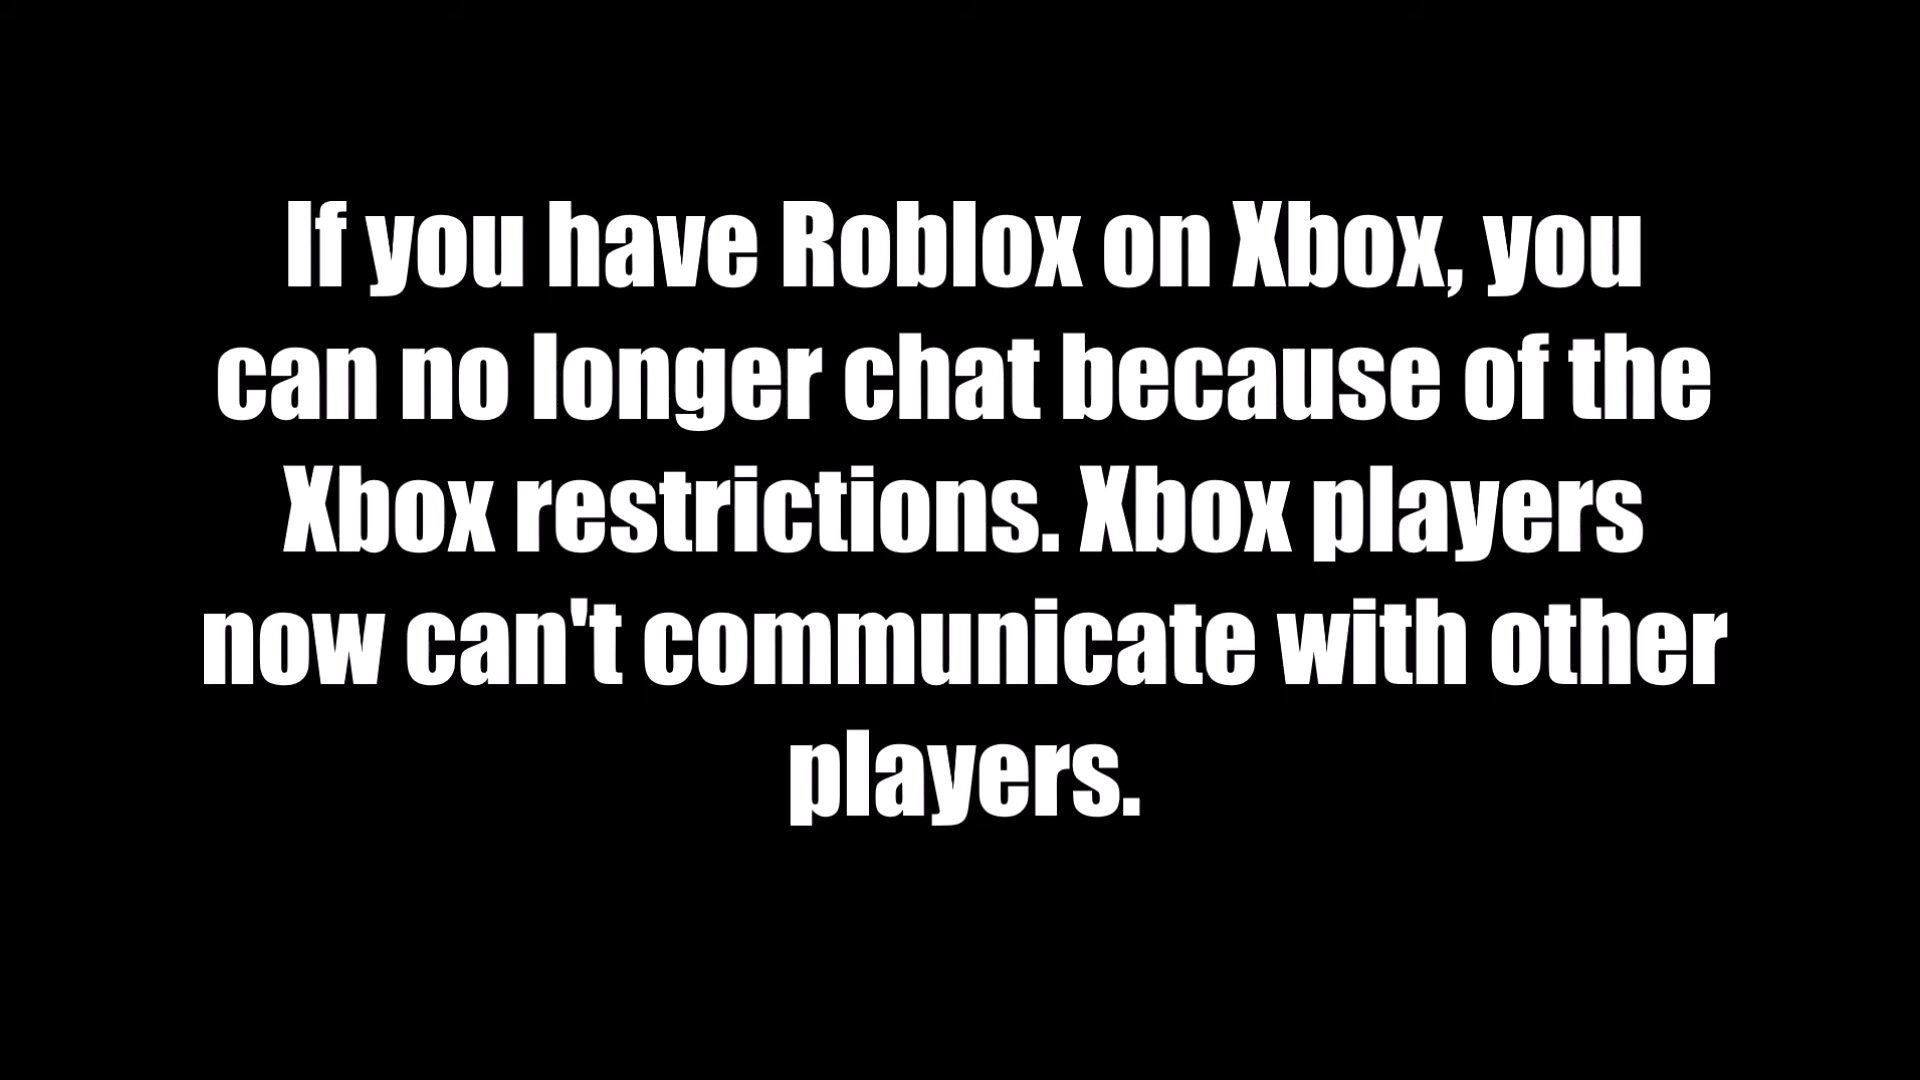 If you have Roblox on Xbox, you
can no longer chat because of the
Xbox restrictions. Xbox players
now can't communicate with other
players.